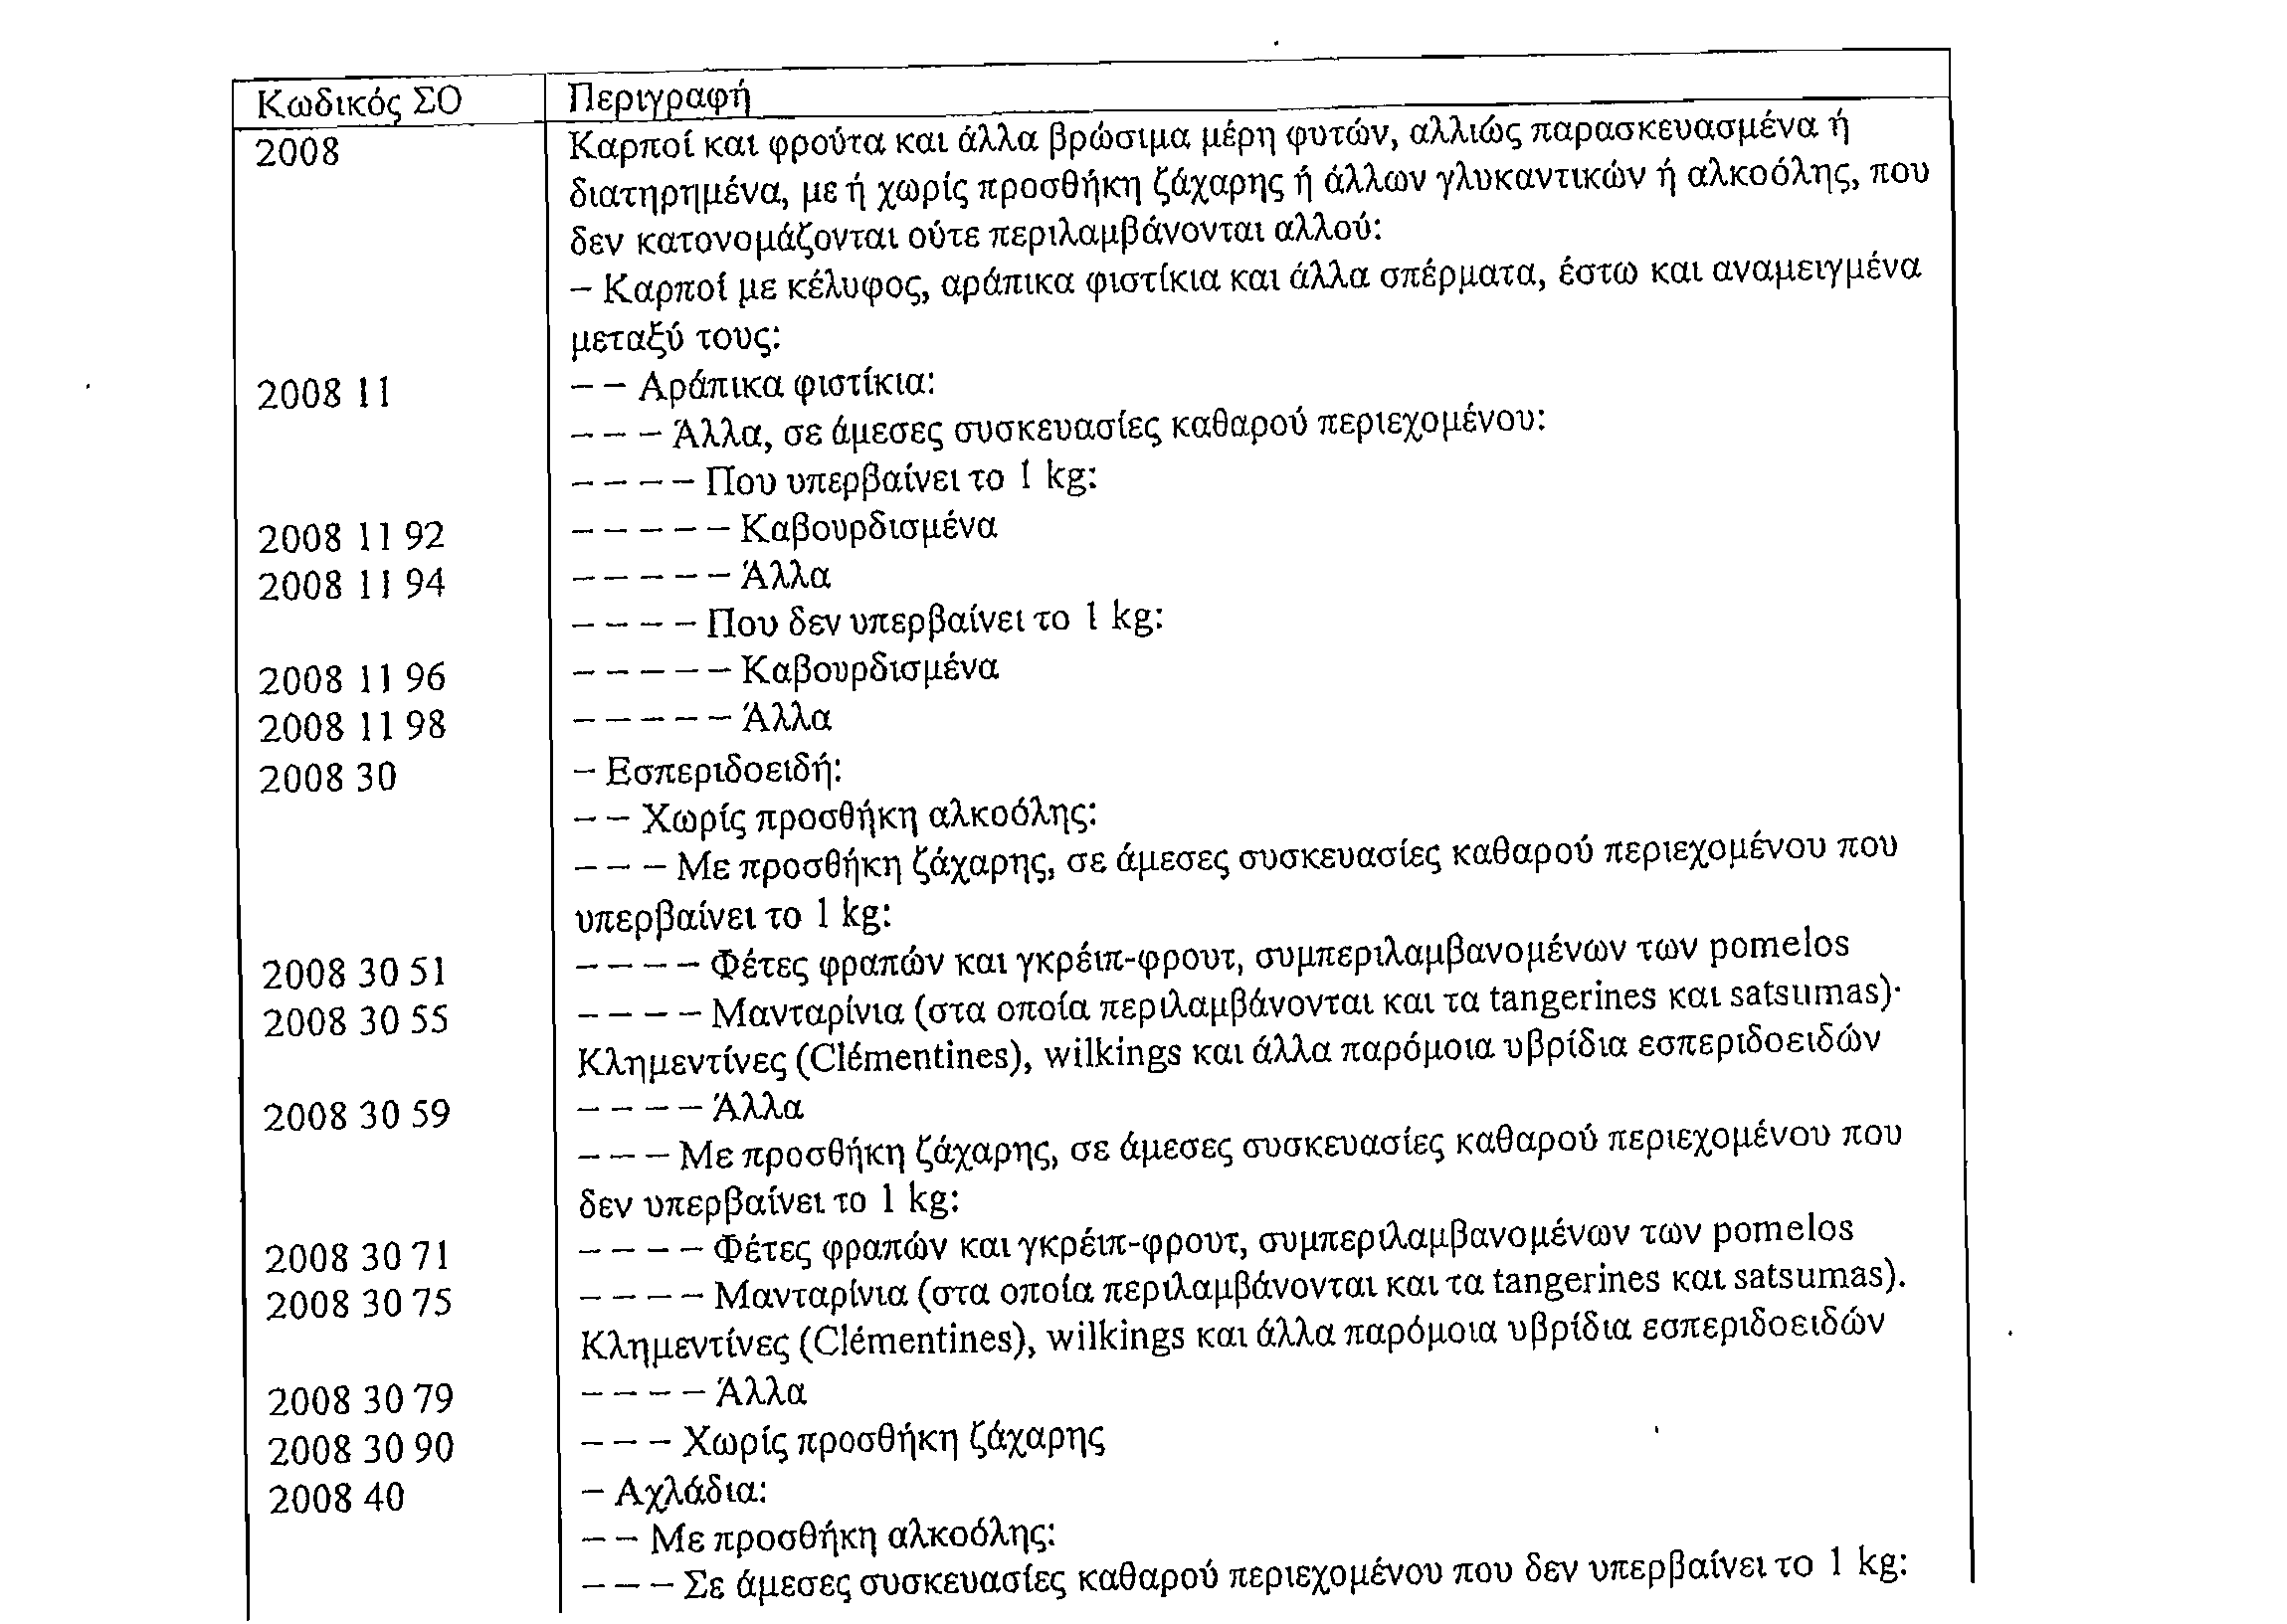 Κωδικός ΣΟ Περιγραφή
2008 Καρποί και φρούτα και άλλα βρώσιμα μέρη φυτών, αλλιώς παρασκευασμένα ή
διατηρημένα, με ή χωρίς προσθήκη ζάχαρης ή άλλων γλυκαντικών ή αλκοόλης, που
δεν κατονομάζονται ούτε περιλαμβάνονται αλλού:
– Καρποί με κέλυφος, αράπικα φιστίκια και άλλα σπέρματα, έστω και αναμειγμένα
μεταξύ τους:
2008 11 – – Αράπικα φιστίκια:
– – – Άλλα, σε άμεσες συσκευασίες καθαρού περιεχομένου:
– – – – Που υπερβαίνει το 1 kg:
2008 11 92 – – – – – Καβουρδισμένα
2008 11 94 – – – – – Άλλα
– – – – Που δεν υπερβαίνει το 1 kg:
2008 11 96 – – – – – Καβουρδισμένα
2008 11 98 – – – – – Άλλα
2008 30 – Εσπεριδοειδή:
– – Χωρίς προσθήκη αλκοόλης:
– – – Με προσθήκη ζάχαρης, σε άμεσες συσκευασίες καθαρού περιεχομένου που
υπερβαίνει το 1 kg:
2008 30 51 – – – – Φέτες φραπών και γκρέιπ-φρουτ, συμπεριλαμβανομένων των pomelos
2008 30 55 – – – – Μανταρίνια (στα οποία περιλαμβάνονται και τα tangerines και satsumas)·
Κλημεντίνες (Clémentines), wilkings και άλλα παρόμοια υβρίδια εσπεριδοειδών
2008 30 59 – – – – Άλλα
– – – Με προσθήκη ζάχαρης, σε άμεσες συσκευασίες καθαρού περιεχομένου που
δεν υπερβαίνει το 1 kg:
2008 30 71 – – – – Φέτες φραπών και γκρέιπ-φρουτ, συμπεριλαμβανομένων των pomelos
2008 30 75 – – – – Μανταρίνια (στα οποία περιλαμβάνονται και τα tangerines και satsumas).
Κλημεντίνες (Clémentines), wilkings και άλλα παρόμοια υβρίδια εσπεριδοειδών
2008 30 79 – – – – Άλλα
2008 30 90 – – – Χωρίς προσθήκη ζάχαρης
2008 40 – Αχλάδια:
– – Με προσθήκη αλκοόλης:
– – – Σε άμεσες συσκευασίες καθαρού περιεχομένου που δεν υπερβαίνει το 1 kg: